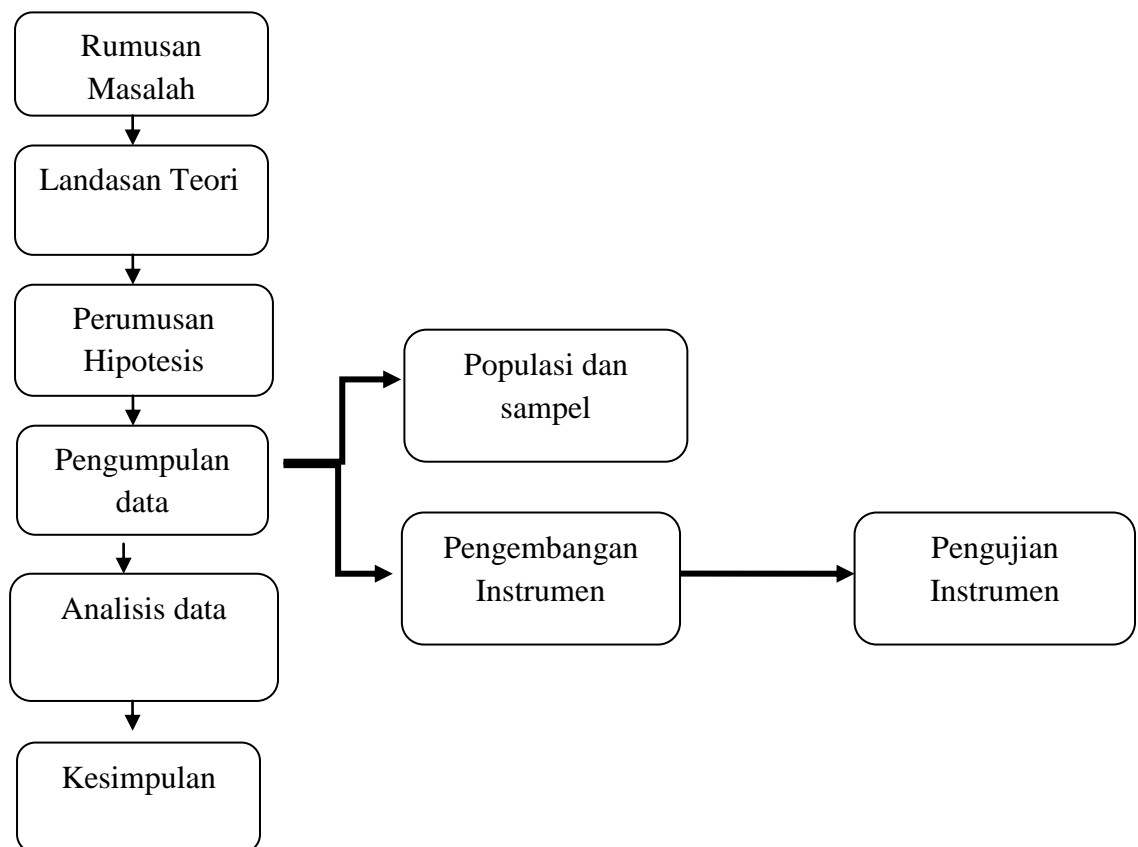 Rumusan
Masalah
Landasan Teori
Perumusan
Hipotesis
Populasi dan
sampel
Pengumpulan
data
Pengembangan
Instrumen
Pengujian
Instrumen
Analisis data
Kesimpulan